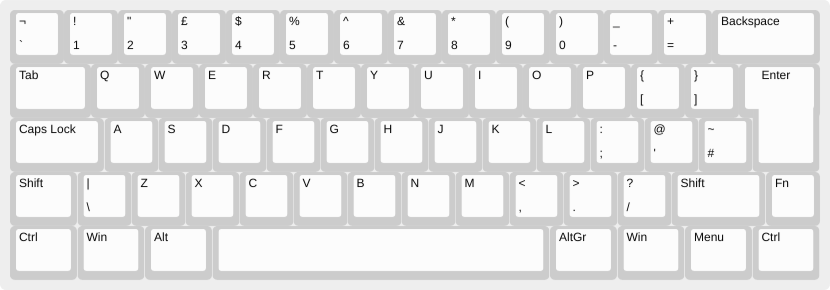 ¬ ! " £ $ % ^ & * ( ) _ + Backspace
` 1 2 3 4 5 6 7 8 9 0 - =
Tab Q W E R T Y U I O P { } Enter
[ ]
Caps Lock A S D F G H J K L : @ ~
; ' #
Shift | Z X C V B N M < > ? Shift Fn
\ , . /
Ctrl Win Alt AltGr Win Menu Ctrl